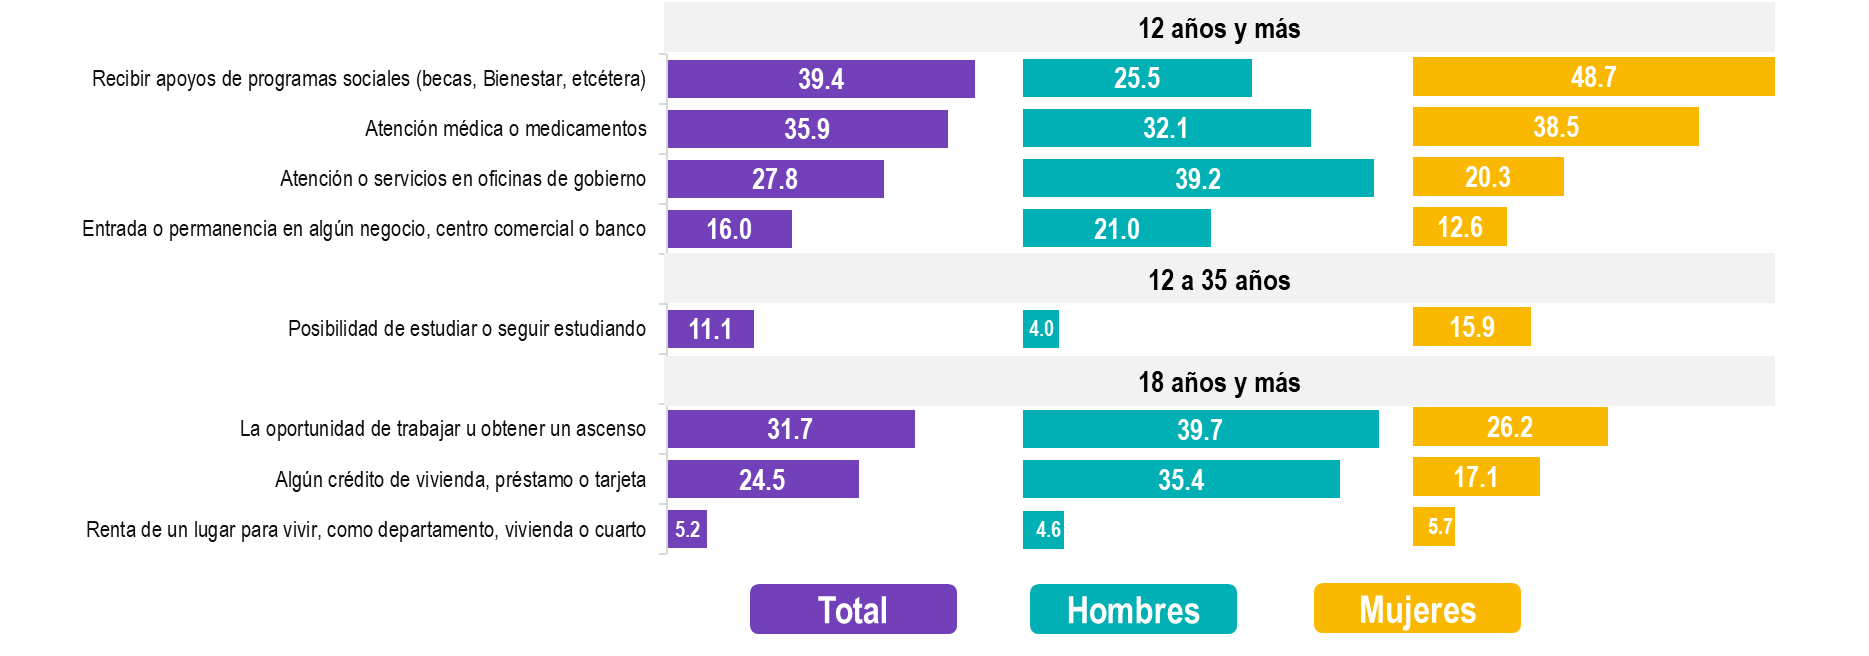 12 años y más
Recibir apoyos de programas sociales (becas, Bienestar, etcétera) 39.4 25.5 48.7
Atención médica o medicamentos 35.9 32.1 38.5
Atención o servicios en oficinas de gobierno 27.8 39.2 20.3
Entrada o permanencia en algún negocio, centro comercial o banco 16.0 21.0 12.6
12 a 35 años
Posibilidad de estudiar o seguir estudiando 11.1 4.0 15.9
18 años y más
La oportunidad de trabajar u obtener un ascenso 31.7 39.7 26.2
Algún crédito de vivienda, préstamo o tarjeta 24.5 35.4 17.1
Renta de un lugar para vivir, como departamento, vivienda o cuarto 5.2 4.6 5.7
Total Hombres Mujeres